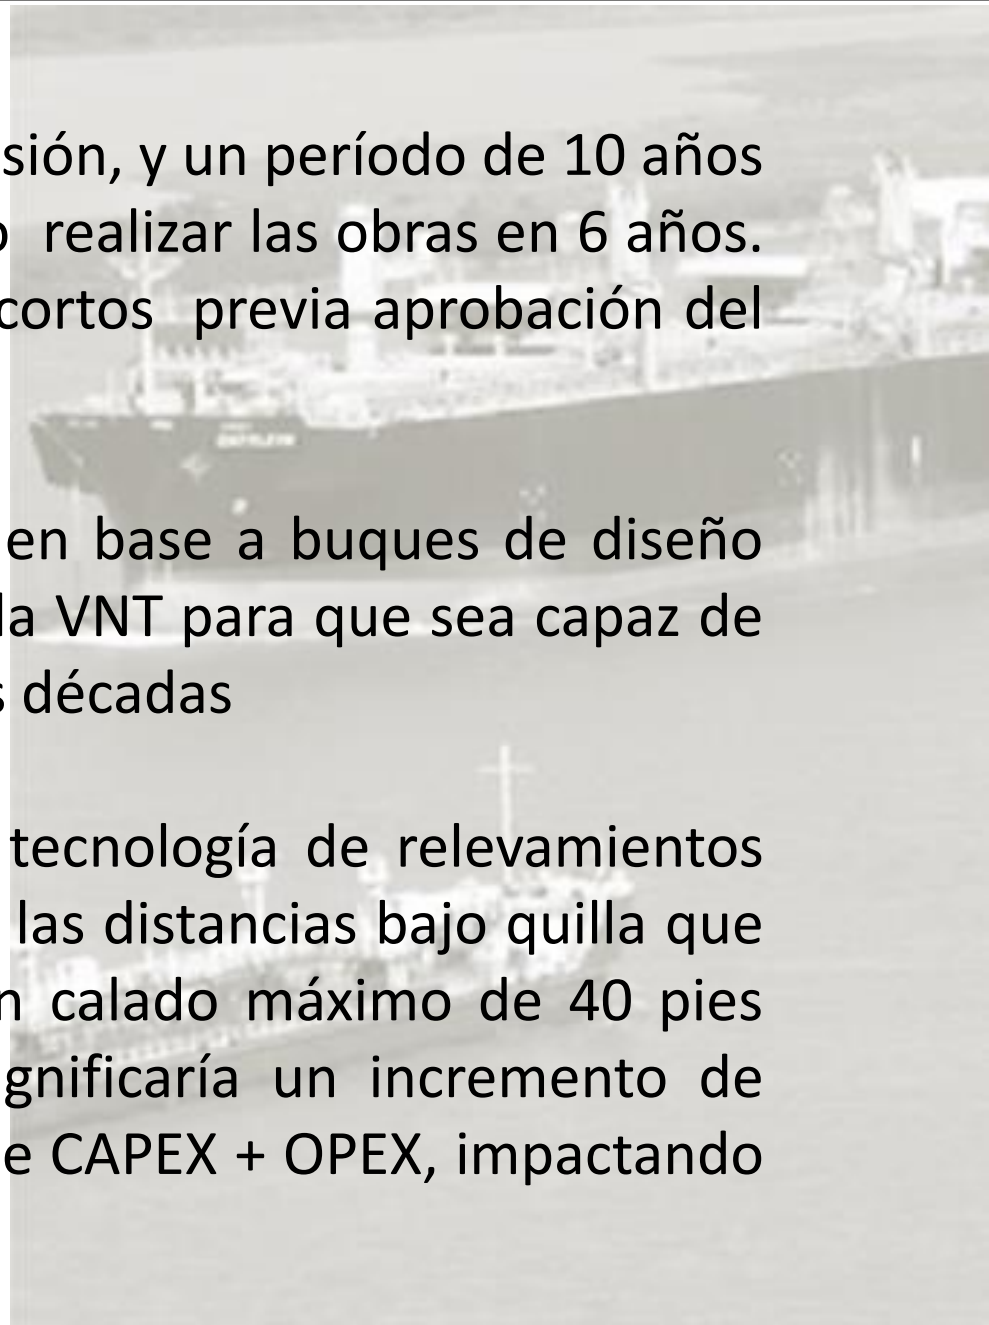 sión, y un período de 10 años
o realizar las obras en 6 años.
cortos previa aprobación del
en base a buques de diseño
la VNT para que sea capaz de
s décadas
tecnología de relevamientos
las distancias bajo quilla que
n calado máximo de 40 pies
gnificaría un incremento de
e CAPEX + OPEX, impactando